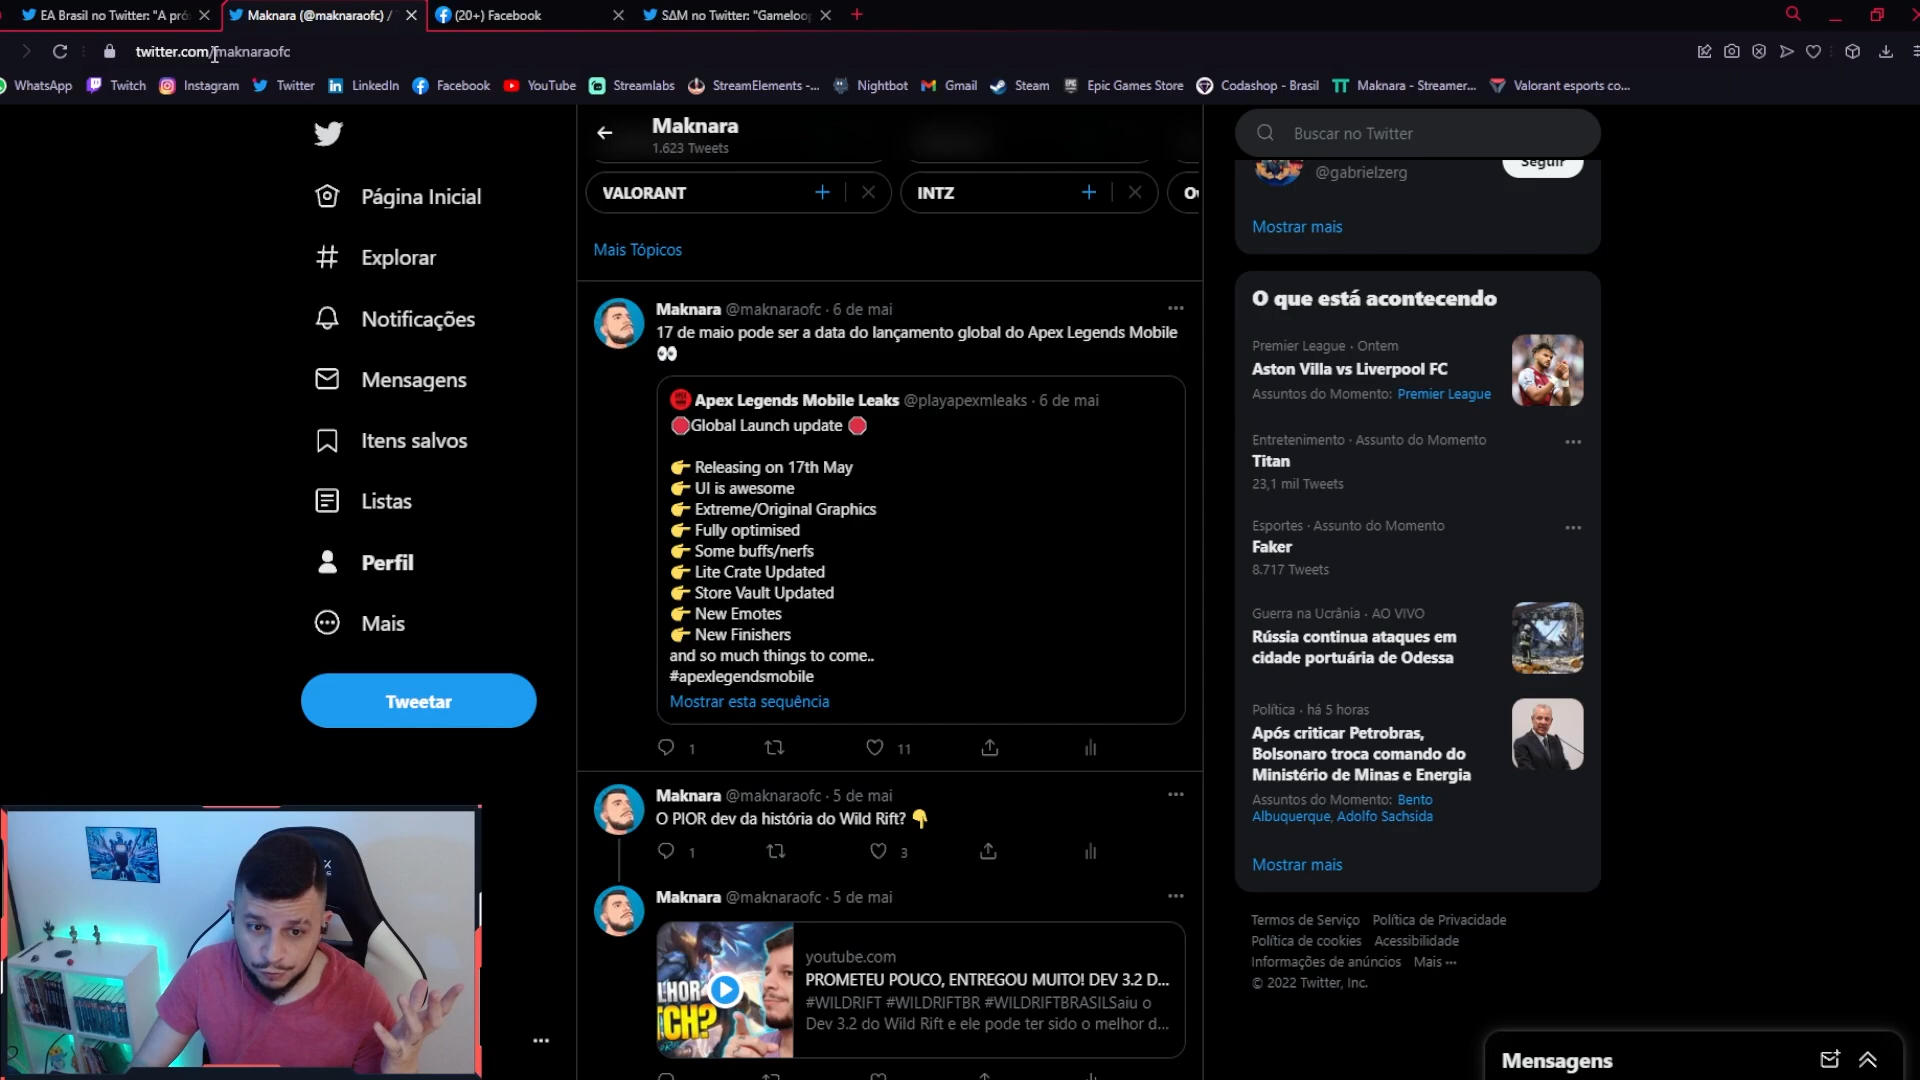 EA Brasil no Twitter: "A pró
Maknara (@maknaraofc) /
(20+) Facebook
SΔM no Twitter: "Gameloop
twitter.com/maknaraofc
WhatsApp
Twitch
Instagram
Twitter
LinkedIn
Facebook
YouTube
Streamlabs
StreamElements -...
Nightbot
Gmail
Steam
Epic Games Store
Codashop - Brasil
Maknara - Streamer...
Valorant esports co...
Página Inicial
Explorar
Notificações
Mensagens
Itens salvos
Listas
Perfil
Mais
Tweetar
Maknara
1.623 Tweets
VALORANT
INTZ
Mais Tópicos
Maknara @maknaraofc · 6 de mai
17 de maio pode ser a data do lançamento global do Apex Legends Mobile
👀
Apex Legends Mobile Leaks @playapexmleaks · 6 de mai
🛑Global Launch update 🛑
👉 Releasing on 17th May
👉 UI is awesome
👉 Extreme/Original Graphics
👉 Fully optimised
👉 Some buffs/nerfs
👉 Lite Crate Updated
👉 Store Vault Updated
👉 New Emotes
👉 New Finishers
and so much things to come..
#apexlegendsmobile
Mostrar esta sequência
1
11
Maknara @maknaraofc · 5 de mai
O PIOR dev da história do Wild Rift? 👇
1
3
Maknara @maknaraofc · 5 de mai
youtube.com
PROMETEU POUCO, ENTREGOU MUITO! DEV 3.2 D...
#WILDRIFT #WILDRIFTBR #WILDRIFTBRASILSaiu o
Dev 3.2 do Wild Rift e ele pode ter sido o melhor d...
Buscar no Twitter
@gabrielzerg
Seguir
Mostrar mais
O que está acontecendo
Premier League · Ontem
Aston Villa vs Liverpool FC
Assuntos do Momento: Premier League
Entretenimento · Assunto do Momento
Titan
23,1 mil Tweets
Esportes · Assunto do Momento
Faker
8.717 Tweets
Guerra na Ucrânia · AO VIVO
Rússia continua ataques em
cidade portuária de Odessa
Política · há 5 horas
Após criticar Petrobras,
Bolsonaro troca comando do
Ministério de Minas e Energia
Assuntos do Momento: Bento
Albuquerque, Adolfo Sachsida
Mostrar mais
Termos de Serviço Política de Privacidade
Política de cookies Acessibilidade
Informações de anúncios Mais ···
© 2022 Twitter, Inc.
Mensagens